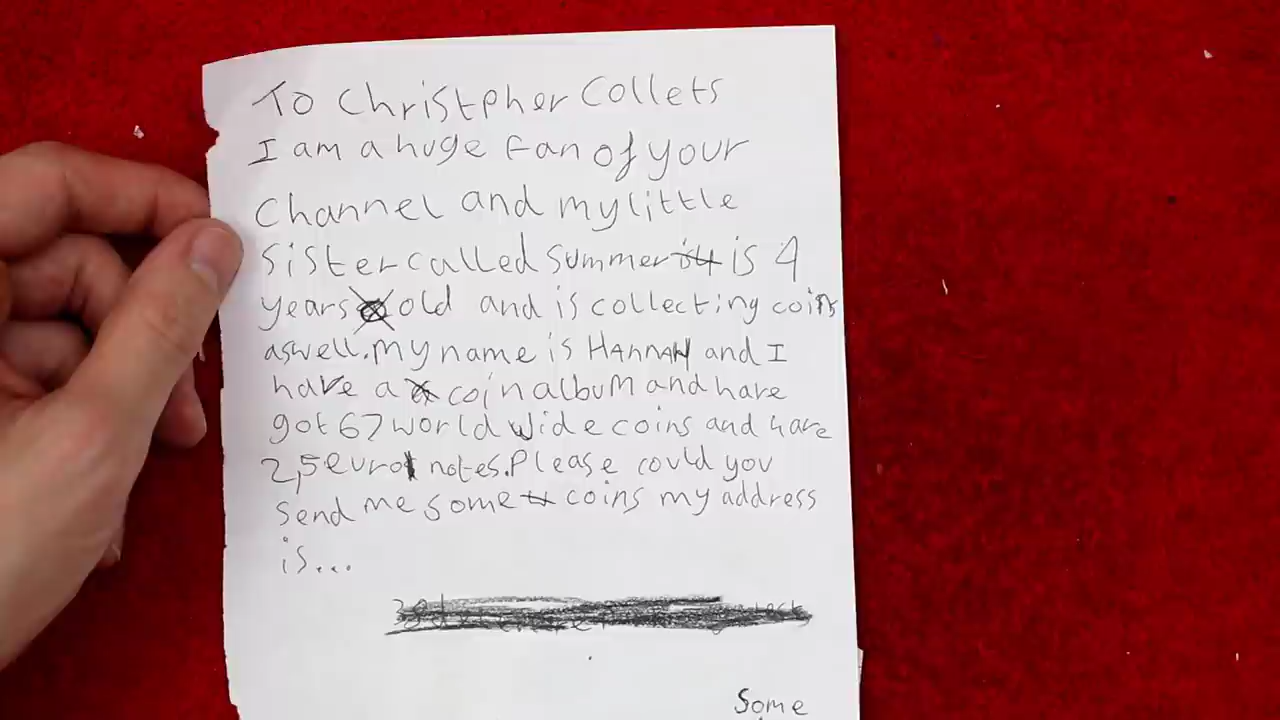 To Christpher Collets
I am a huge fan of your
channel and my little
sister called summer is 4
years old and is collecting coins
aswell. my name is HANNAH and I
have a coin album and have
got 67 world wide coins and have
2,5 euro notes. Please could you
send me some coins my address
is...
Some